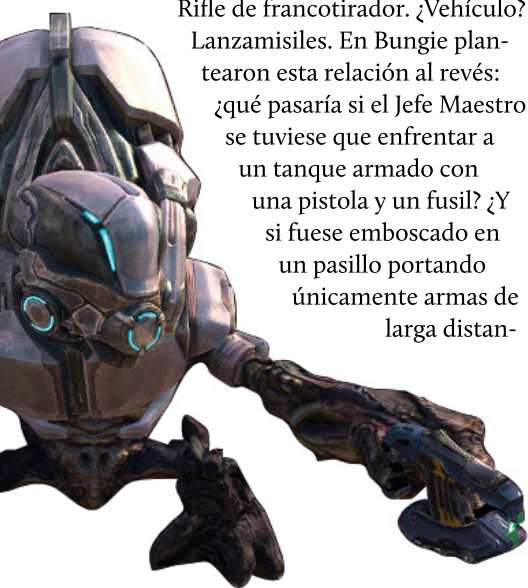 Rifle de francotirador. ¿Vehículo?
Lanzamisiles. En Bungie plan-
tearon esta relación al revés:
¿qué pasaría si el Jefe Maestro
se tuviese que enfrentar a
un tanque armado con
una pistola y un fusil? ¿Y
si fuese emboscado en
un pasillo portando
únicamente armas de
larga distan-